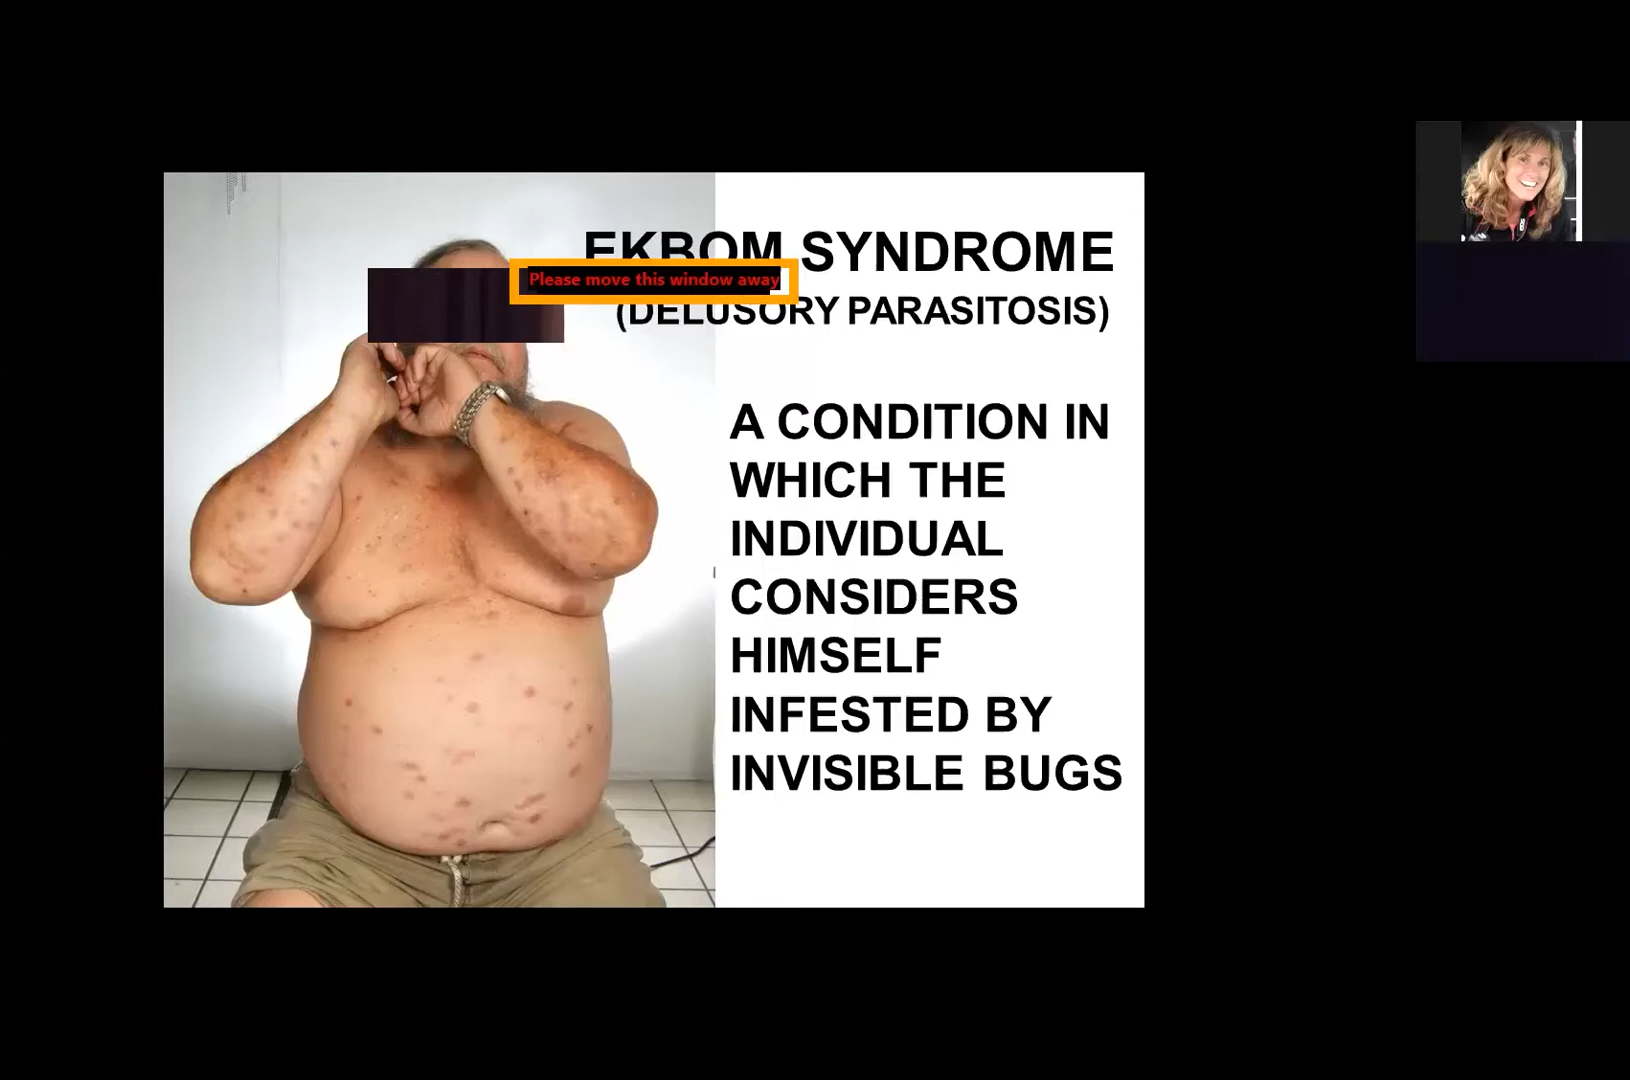 EKBOM SYNDROME
Please move this window away
(DELUSORY PARASITOSIS)
A CONDITION IN
WHICH THE
INDIVIDUAL
CONSIDERS
HIMSELF
INFESTED BY
INVISIBLE BUGS